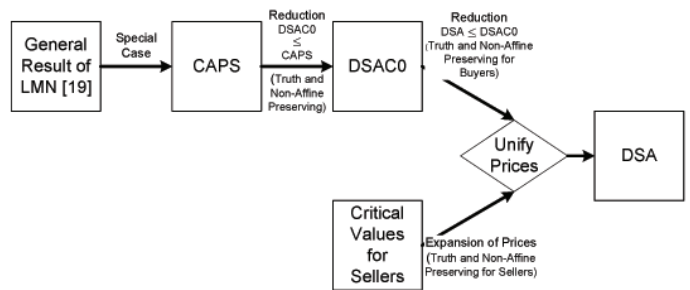 General
Result of
LMN [19]
Special
Case
CAPS
Reduction
DSAC0
≤
CAPS
(Truth and
Non-Affine
Preserving)
DSAC0
Reduction
DSA ≤ DSAC0
(Truth and Non-Affine
Preserving for
Buyers)
Unify
Prices
DSA
Critical
Values
for
Sellers
Expansion of Prices
(Truth and Non-Affine
Preserving for Sellers)